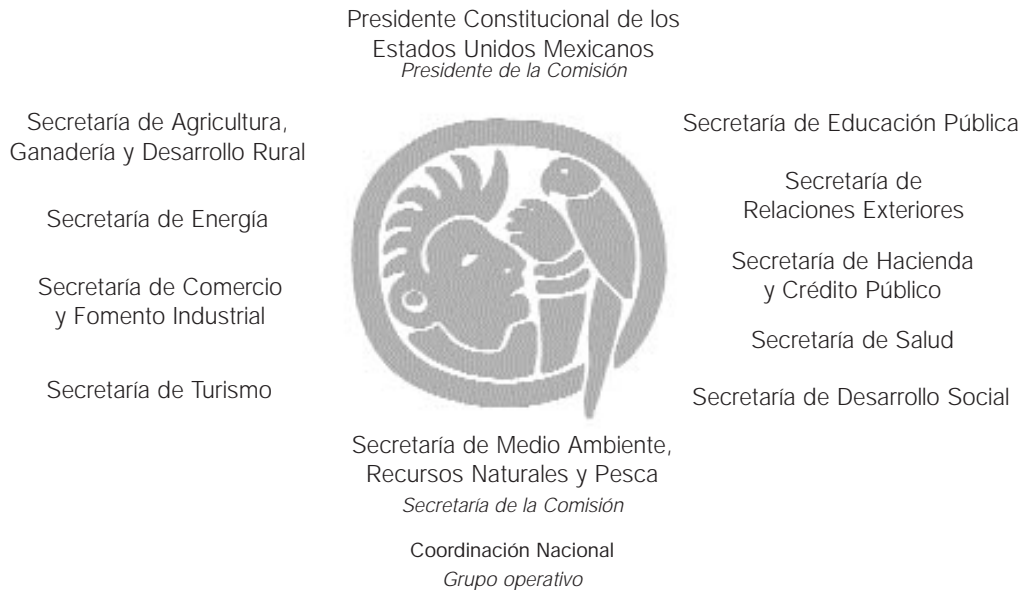 Presidente Constitucional de los
Estados Unidos Mexicanos
Presidente de la Comisión
Secretaría de Agricultura,
Ganadería y Desarrollo Rural
Secretaría de Energía
Secretaría de Comercio
y Fomento Industrial
Secretaría de Turismo
Secretaría de Educación Pública
Secretaría de
Relaciones Exteriores
Secretaría de Hacienda
y Crédito Público
Secretaría de Salud
Secretaría de Desarrollo Social
Secretaría de Medio Ambiente,
Recursos Naturales y Pesca
Secretaría de la Comisión
Coordinación Nacional
Grupo operativo